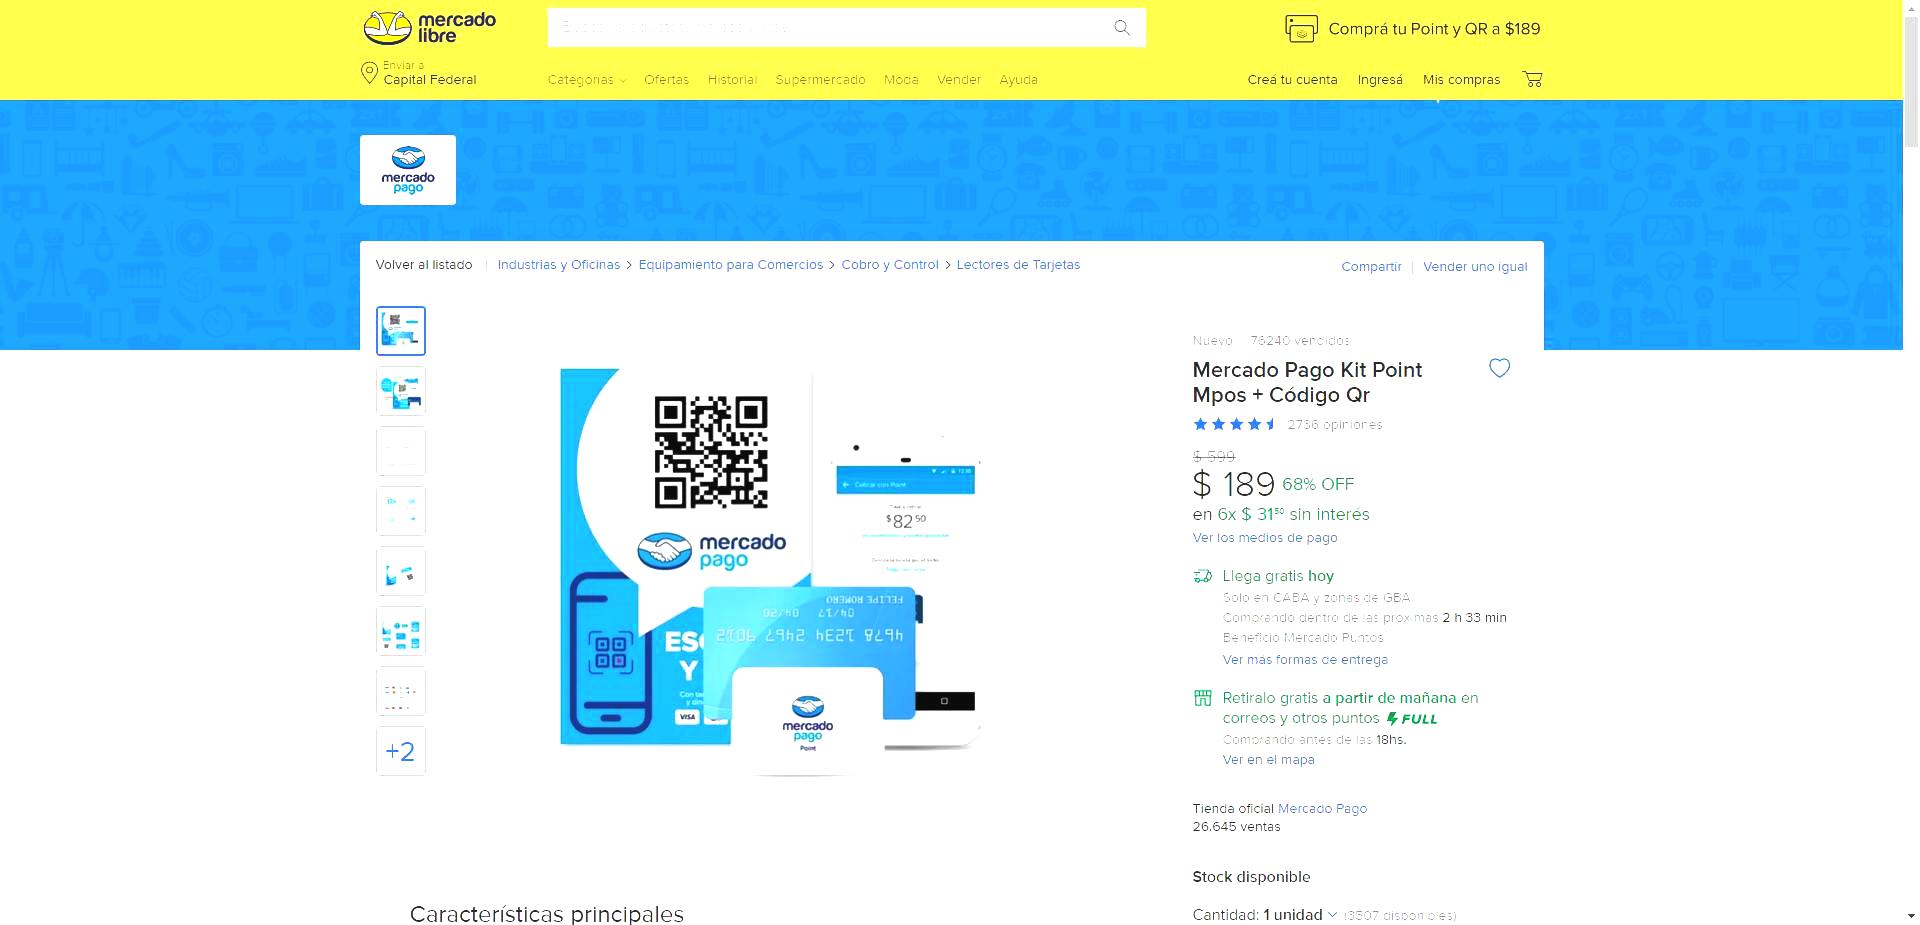 mercado
libre
Comprá tu Point y QR a $189
Enviar a
Capital Federal
Categorías
Ofertas
Historial
Supermercado
Moda
Vender
Ayuda
Creá tu cuenta
Ingresá
Mis compras
mercado
pago
Volver al listado
Industrias y Oficinas > Equipamiento para Comercios > Cobro y Control > Lectores de Tarjetas
Compartir
Vender uno igual
+2
mercado
pago
ESC
Y
VISA
Cobrar con Point
$ 82 50
FELIPE ROMERO
04/17 04/20
4678 1234 2467 9012
mercado
pago
Point
Nuevo
76240 vendidos
Mercado Pago Kit Point
Mpos + Código Qr
2736 opiniones
$ 599
$ 189 68% OFF
en 6x $ 31 50 sin interés
Ver los medios de pago
Llega gratis hoy
Solo en CABA y zonas de GBA
Comprando dentro de las próximas 2 h 33 min
Beneficio Mercado Puntos
Ver más formas de entrega
Retiralo gratis a partir de mañana en
correos y otros puntos FULL
Comprando antes de las 18hs.
Ver en el mapa
Tienda oficial Mercado Pago
26.645 ventas
Stock disponible
Cantidad: 1 unidad (3507 disponibles)
Características principales